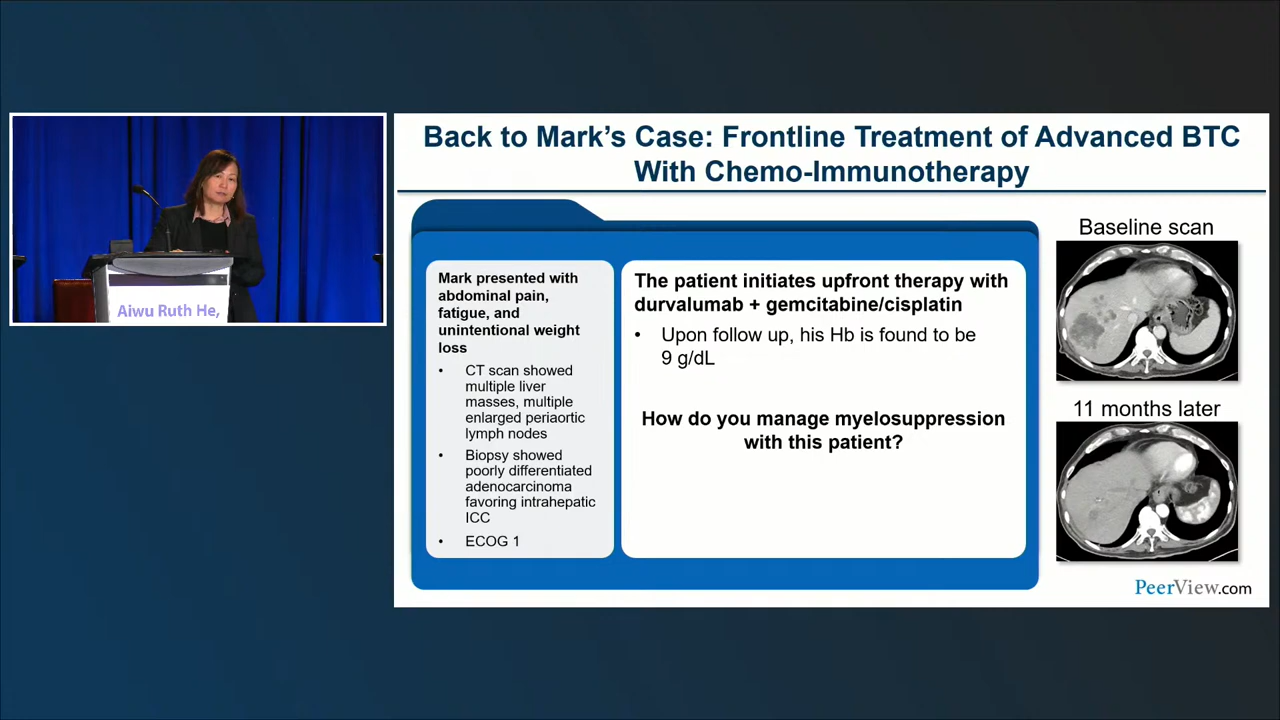 Back to Mark's Case: Frontline Treatment of Advanced BTC
With Chemo-Immunotherapy
Aiwu Ruth He,
Mark presented with
abdominal pain,
fatigue, and
unintentional weight
loss
• CT scan showed
multiple liver
masses, multiple
enlarged periaortic
lymph nodes
• Biopsy showed
poorly differentiated
adenocarcinoma
favoring intrahepatic
ICC
• ECOG 1
The patient initiates upfront therapy with
durvalumab + gemcitabine/cisplatin
• Upon follow up, his Hb is found to be
9 g/dL
How do you manage myelosuppression
with this patient?
Baseline scan
11 months later
PeerView.com